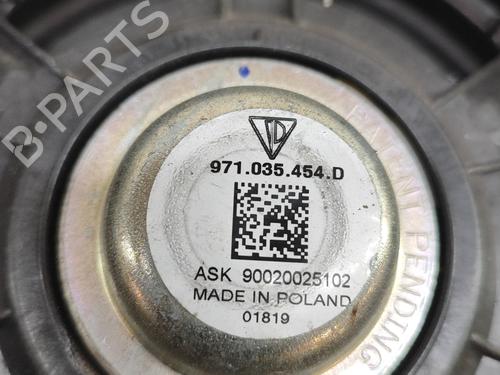 B-PARTS
971.035.454.D
ASK 90020025102
MADE IN POLAND
01819
PATENT PENDING